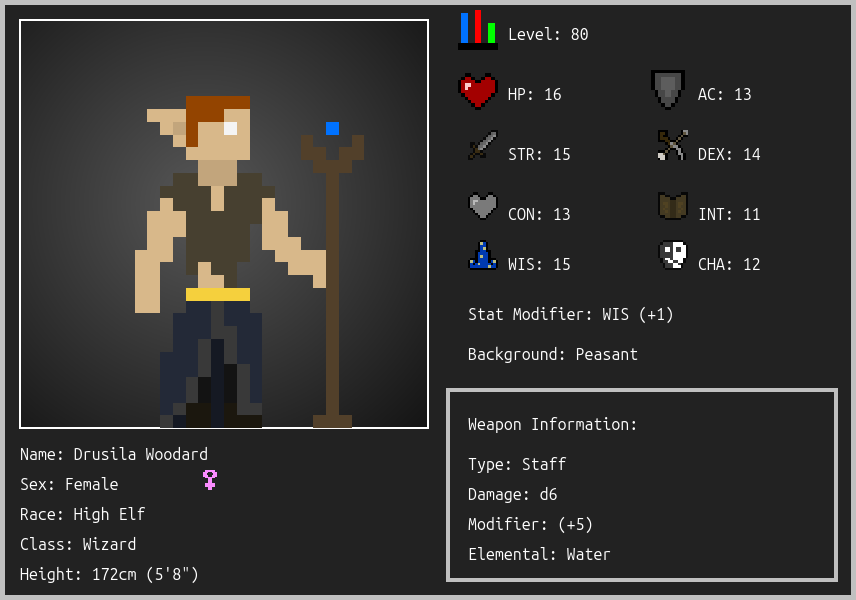 Level: 80
HP: 16
AC: 13
STR: 15
DEX: 14
CON: 13
INT: 11
WIS: 15
CHA: 12
Stat Modifier: WIS (+1)
Background: Peasant
Weapon Information:
Type: Staff
Damage: d6
Modifier: (+5)
Elemental: Water
Name: Drusila Woodard
Sex: Female
Race: High Elf
Class: Wizard
Height: 172cm (5'8")